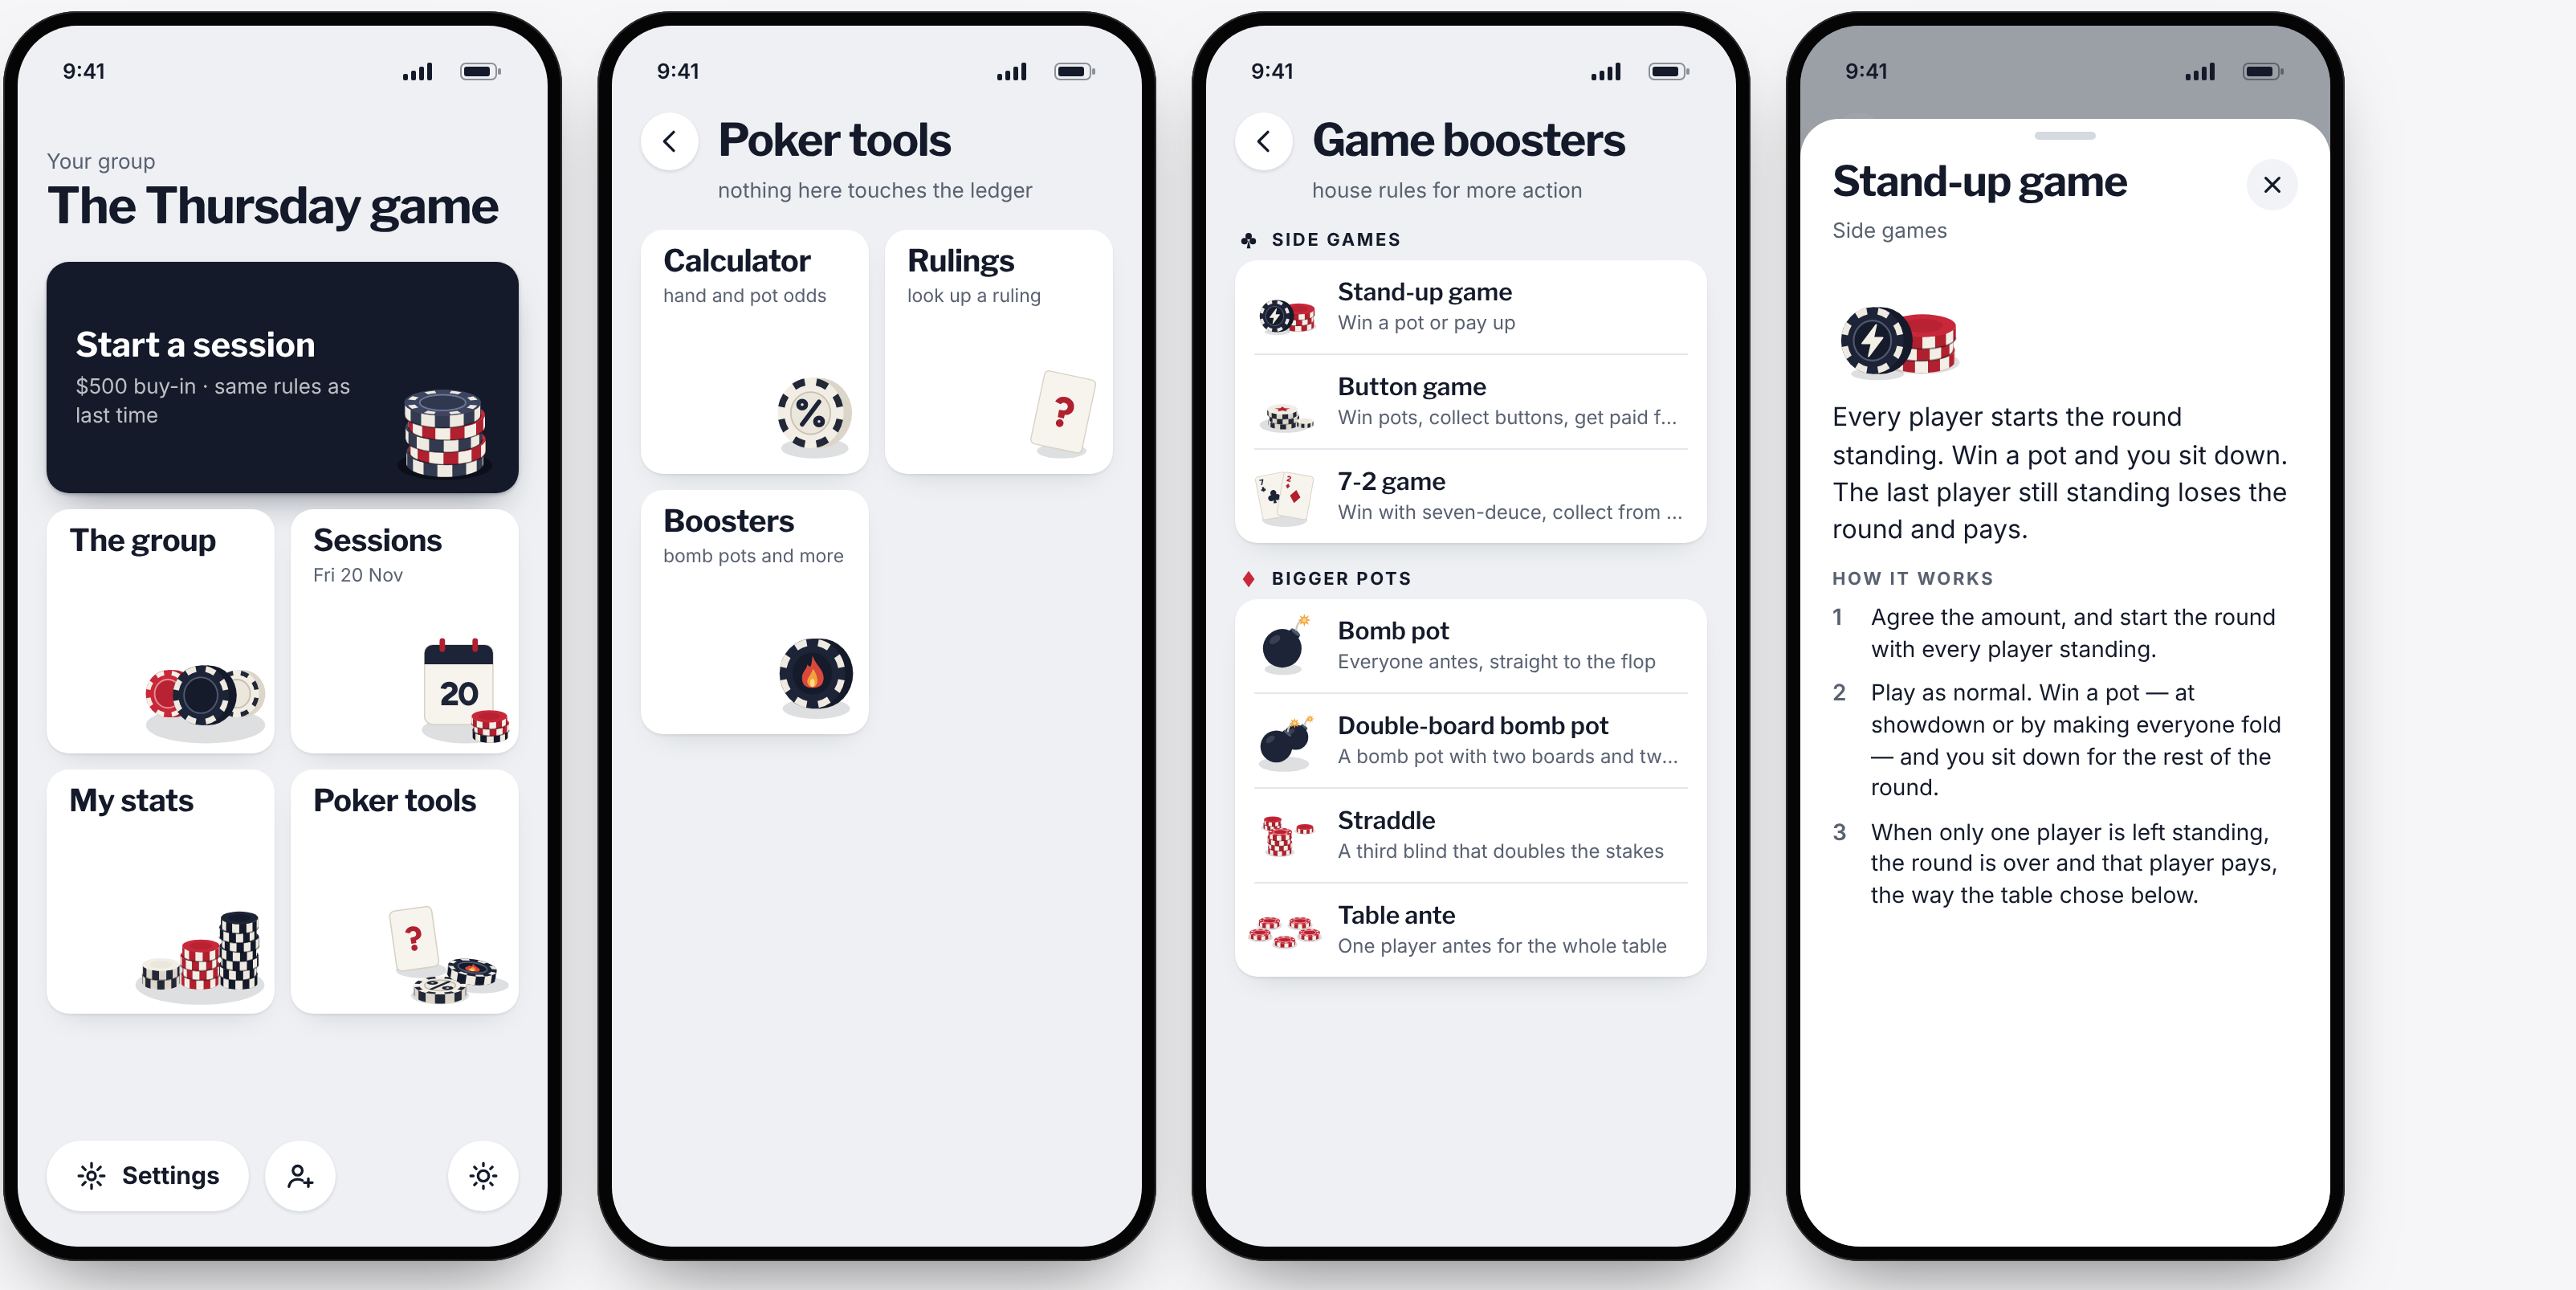 9:41
Your group
The Thursday game
Start a session
$500 buy-in · same rules as
last time
The group
Sessions
Fri 20 Nov
20
My stats
Poker tools
?
%
Settings
9:41
Poker tools
nothing here touches the ledger
Calculator
hand and pot odds
%
Rulings
look up a ruling
?
Boosters
bomb pots and more
9:41
Game boosters
house rules for more action
SIDE GAMES
Stand-up game
Win a pot or pay up
Button game
Win pots, collect buttons, get paid f...
7-2 game
Win with seven-deuce, collect from ...
7
2
BIGGER POTS
Bomb pot
Everyone antes, straight to the flop
Double-board bomb pot
A bomb pot with two boards and tw...
Straddle
A third blind that doubles the stakes
Table ante
One player antes for the whole table
9:41
Stand-up game
Side games
Every player starts the round
standing. Win a pot and you sit down.
The last player still standing loses the
round and pays.
HOW IT WORKS
1 Agree the amount, and start the round
with every player standing.
2 Play as normal. Win a pot — at
showdown or by making everyone fold
— and you sit down for the rest of the
round.
3 When only one player is left standing,
the round is over and that player pays,
the way the table chose below.